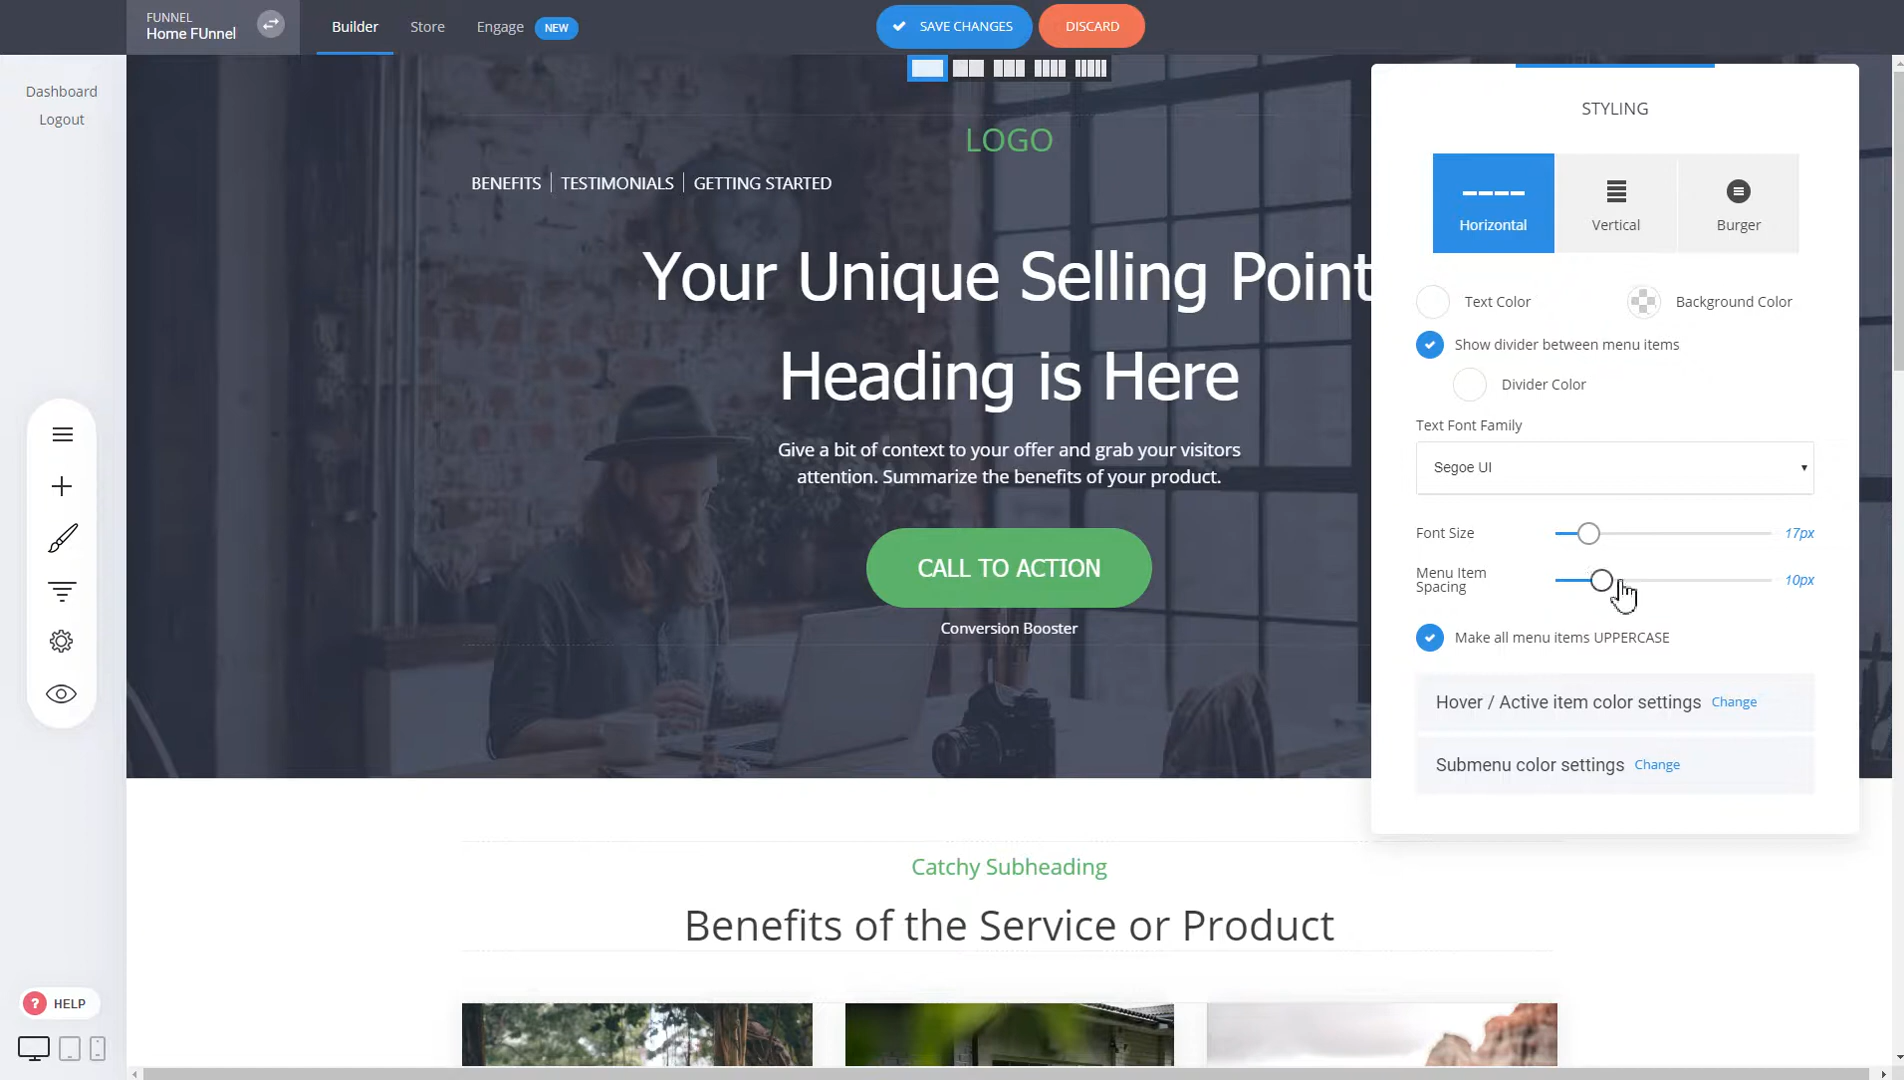 FUNNEL
Home FUnnel
Builder
Store
Engage
NEW
SAVE CHANGES
DISCARD
Dashboard
Logout
LOGO
BENEFITS
TESTIMONIALS
GETTING STARTED
Your Unique Selling Point
Heading is Here
Give a bit of context to your offer and grab your visitors
attention. Summarize the benefits of your product.
CALL TO ACTION
Conversion Booster
Catchy Subheading
Benefits of the Service or Product
? HELP
STYLING
Horizontal
Vertical
Burger
Text Color
Background Color
Show divider between menu items
Divider Color
Text Font Family
Segoe UI
Font Size
17px
Menu Item
Spacing
10px
Make all menu items UPPERCASE
Hover / Active item color settings Change
Submenu color settings Change